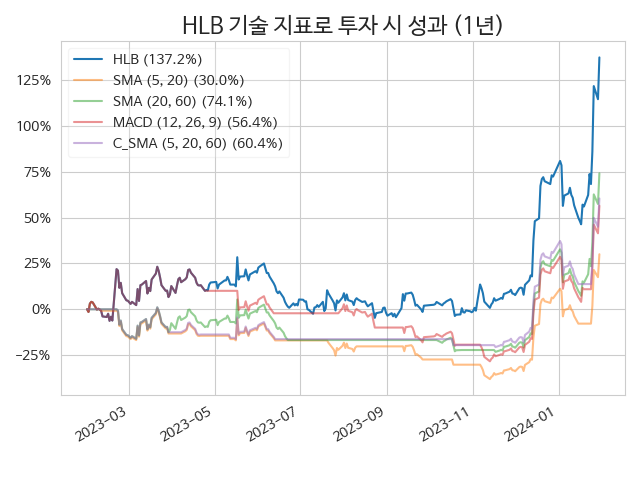 HLB 기술 지표로 투자 시 성과 (1년)
HLB (137.2%)
SMA (5, 20) (30.0%)
SMA (20, 60) (74.1%)
MACD (12, 26, 9) (56.4%)
C_SMA (5, 20, 60) (60.4%)
125%
100%
75%
50%
25%
0%
−25%
2023−03
2023−05
2023−07
2023−09
2023−11
2024−01